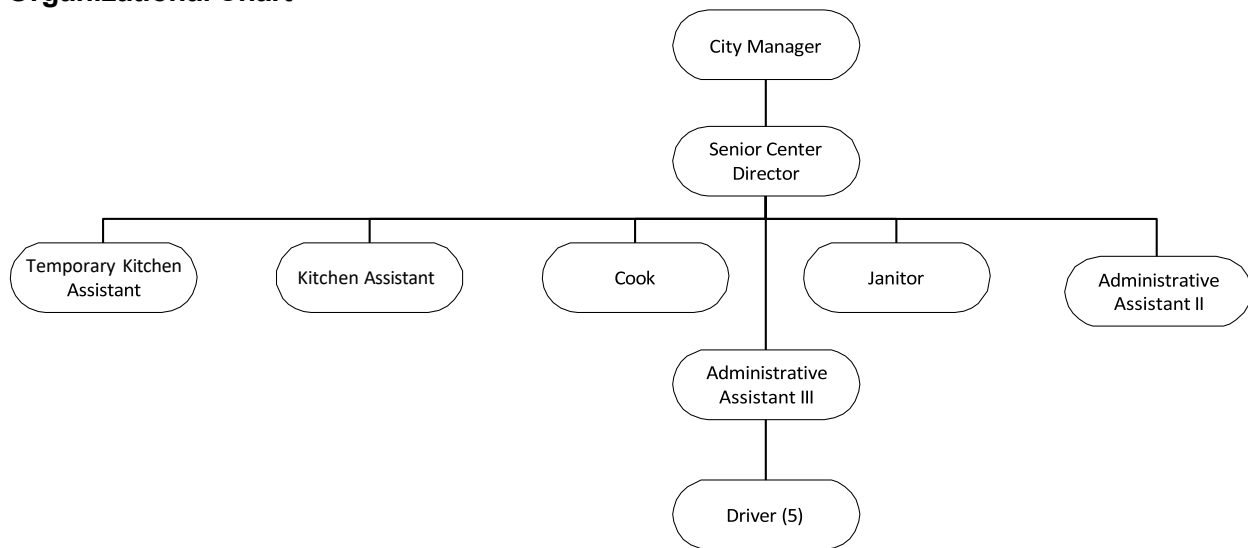 Organizational Chart
City Manager
Senior Center
Director
Temporary Kitchen
Assistant
Kitchen Assistant
Cook
Janitor
Administrative
Assistant II
Administrative
Assistant III
Driver (5)